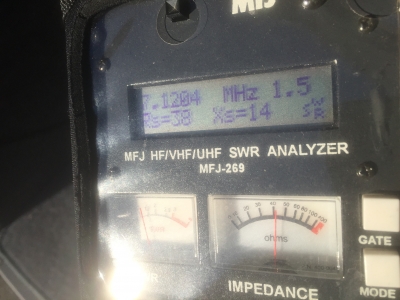 MFJ
7.1204 MHz 1.5
Rs=38 Xs=14 SWR
MFJ HF/VHF/UHF SWR ANALYZER
MFJ-269
ohms
GATE
IMPEDANCE
MODE